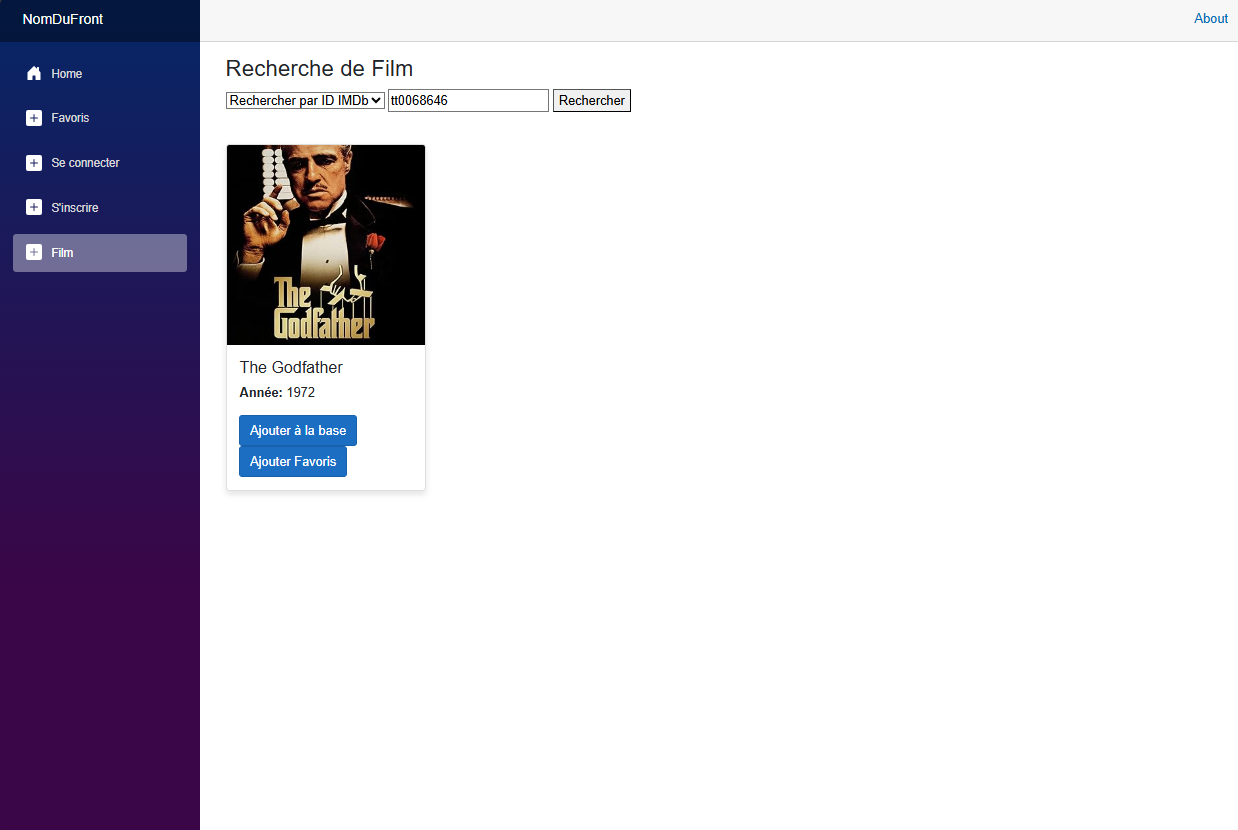 NomDuFront
About
Home
Favoris
Se connecter
S'inscrire
Film
Recherche de Film
Rechercher par ID IMDb tt0068646 Rechercher
The
Godfather
The Godfather
Année: 1972
Ajouter à la base
Ajouter Favoris